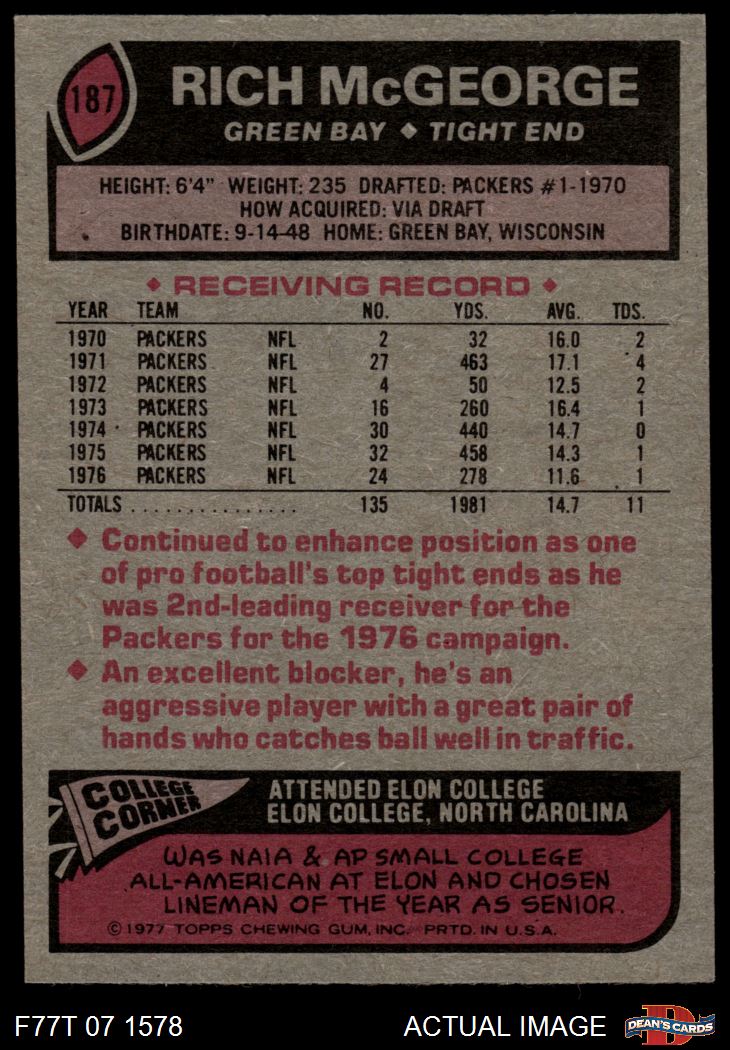 187
RICH McGEORGE
GREEN BAY ◆ TIGHT END
HEIGHT: 6'4" WEIGHT: 235 DRAFTED: PACKERS #1-1970
HOW ACQUIRED: VIA DRAFT
BIRTHDATE: 9-14-48 HOME: GREEN BAY, WISCONSIN
◆ RECEIVING RECORD ◆
YEAR TEAM NO. YDS. AVG. TDS.
1970 PACKERS NFL 2 32 16.0 2
1971 PACKERS NFL 27 463 17.1 4
1972 PACKERS NFL 4 50 12.5 2
1973 PACKERS NFL 16 260 16.4 1
1974 PACKERS NFL 30 440 14.7 0
1975 PACKERS NFL 32 458 14.3 1
1976 PACKERS NFL 24 278 11.6 1
TOTALS ................ 135 1981 14.7 11
◆ Continued to enhance position as one
of pro football's top tight ends as he
was 2nd-leading receiver for the
Packers for the 1976 campaign.
◆ An excellent blocker, he's an
aggressive player with a great pair of
hands who catches ball well in traffic.
COLLEGE
CORNER
ATTENDED ELON COLLEGE
ELON COLLEGE, NORTH CAROLINA
WAS NAIA & AP SMALL COLLEGE
ALL-AMERICAN AT ELON AND CHOSEN
LINEMAN OF THE YEAR AS SENIOR.
© 1977 TOPPS CHEWING GUM, INC. PRTD. IN U.S.A.
F77T 07 1578 ACTUAL IMAGE
D
DEAN'S CARDS